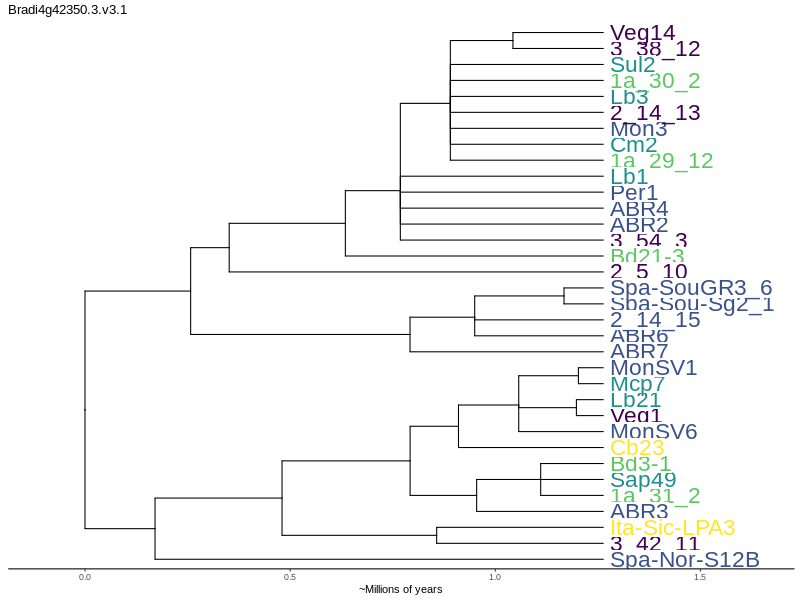 Bradi4g42350.3.v3.1
Veg14
3_38_12
Sul2
1a_30_2
Lb3
2_14_13
Mon3
Cm2
1a_29_12
Lb1
Per1
ABR4
ABR2
3_54_3
Bd21-3
2_5_10
Spa-SouGR3_6
Spa-Sou-Sg2_1
2_14_15
ABR6
ABR7
MonSV1
Mcp7
Lb21
Veg1
MonSV6
Cb23
Bd3-1
Sap49
1a_31_2
ABR3
Ita-Sic-LPA3
3_42_11
Spa-Nor-S12B
0.0 0.5 1.0 1.5
~Millions of years